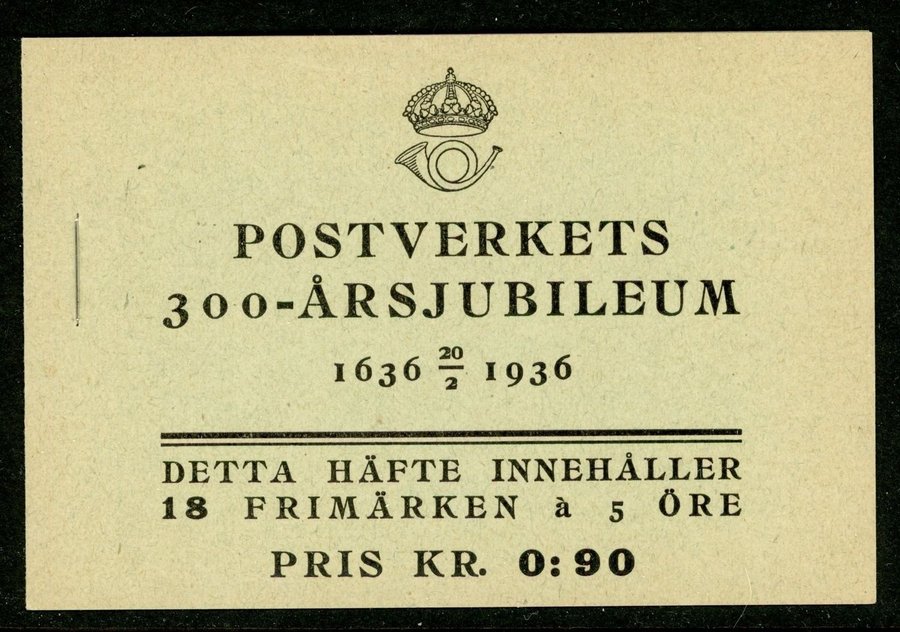 POSTVERKETS
300-ÅRSJUBILEUM
1636 20/2 1936
DETTA HÄFTE INNEHÅLLER
18 FRIMÄRKEN à 5 ÖRE
PRIS KR. 0:90